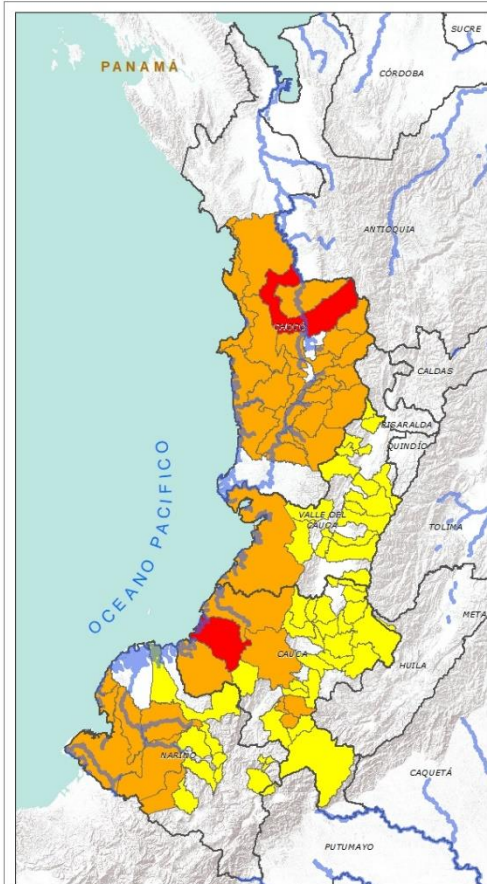 SUCRE
PANAMÁ
CÓRDOBA
ANTIOQUIA
CHOCÓ
CALDAS
RISARALDA
QUINDÍO
OCEANO PACIFICO
VALLE DEL
CAUCA
TOLIMA
META
CAUCA
HUILA
NARIÑO
CAQUETÁ
PUTUMAYO